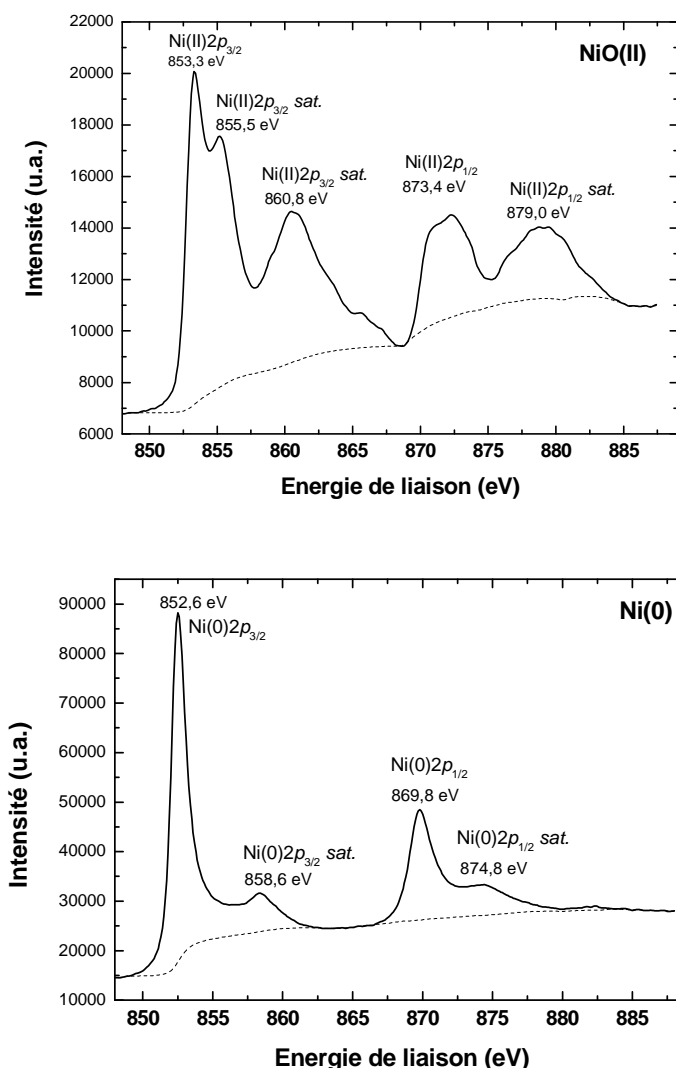 22000
20000
18000
16000
14000
12000
10000
8000
6000
Intensité (u.a.)
NiO(II)
Ni(II)2p3/2
853,3 eV
Ni(II)2p3/2 sat.
855,5 eV
Ni(II)2p3/2 sat.
860,8 eV
Ni(II)2p1/2
873,4 eV
Ni(II)2p1/2 sat.
879,0 eV
850 855 860 865 870 875 880 885
Energie de liaison (eV)
90000
80000
70000
60000
50000
40000
30000
20000
10000
Intensité (u.a.)
Ni(0)
852,6 eV
Ni(0)2p3/2
Ni(0)2p3/2 sat.
858,6 eV
Ni(0)2p1/2
869,8 eV
Ni(0)2p1/2 sat.
874,8 eV
850 855 860 865 870 875 880 885
Energie de liaison (eV)